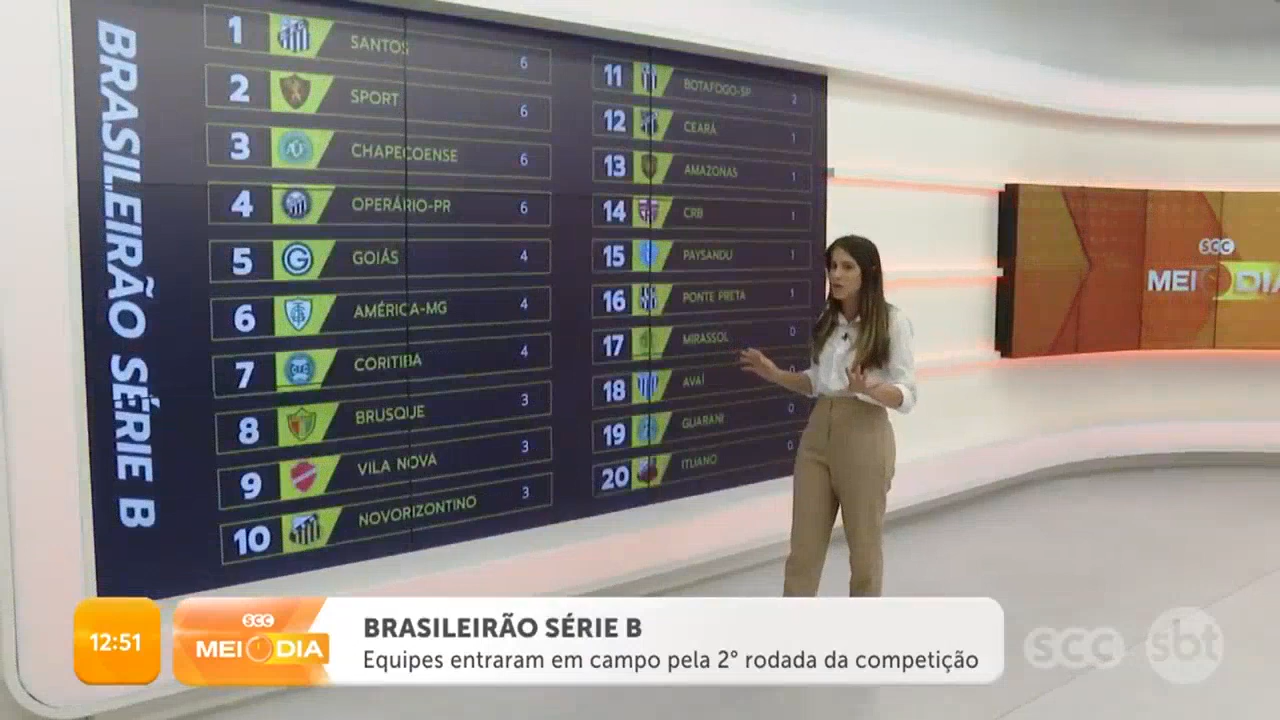 BRASILEIRÃO SÉRIE B
1 SANTOS 6
2 SPORT 6
3 CHAPECOENSE 6
4 OPERÁRIO-PR 6
5 GOIÁS 4
6 AMÉRICA-MG 4
7 CORITIBA 4
8 BRUSQUE 3
9 VILA NOVA 3
10 NOVORIZONTINO 3
11 BOTAFOGO-SP 2
12 CEARÁ 1
13 AMAZONAS 1
14 CRB 1
15 PAYSANDU 1
16 PONTE PRETA 1
17 MIRASSOL 0
18 AVAÍ 0
19 GUARANI 0
20 ITUANO 0
SCC
MEIODIA
12:51
SCC
MEIODIA
BRASILEIRÃO SÉRIE B
Equipes entraram em campo pela 2° rodada da competição
scc sbt